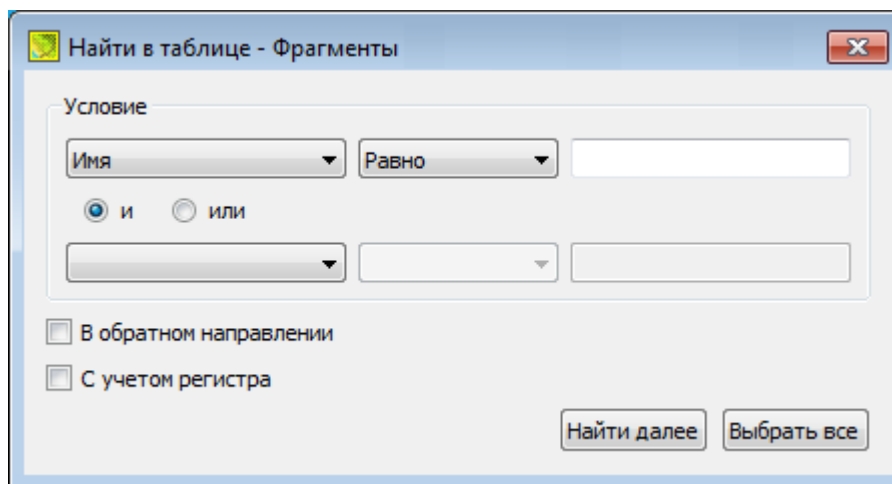 Найти в таблице - Фрагменты
Условие
Имя Равно
и или
В обратном направлении
С учетом регистра
Найти далее Выбрать все